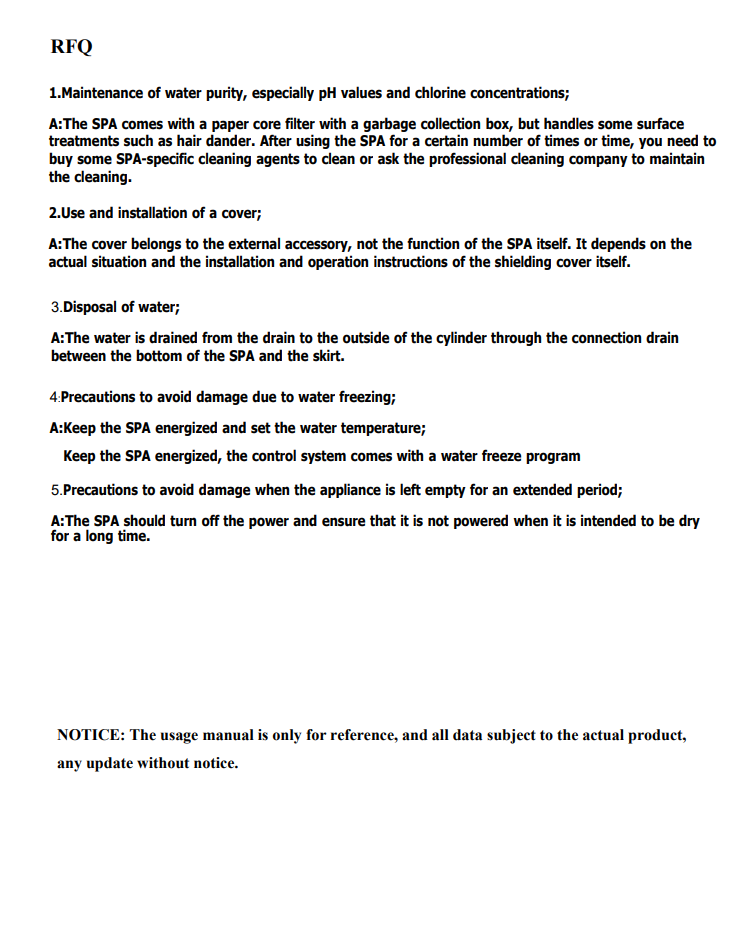 RFQ
1.Maintenance of water purity, especially pH values and chlorine concentrations;
A:The SPA comes with a paper core filter with a garbage collection box, but handles some surface
treatments such as hair dander. After using the SPA for a certain number of times or time, you need to
buy some SPA-specific cleaning agents to clean or ask the professional cleaning company to maintain
the cleaning.
2.Use and installation of a cover;
A:The cover belongs to the external accessory, not the function of the SPA itself. It depends on the
actual situation and the installation and operation instructions of the shielding cover itself.
3.Disposal of water;
A:The water is drained from the drain to the outside of the cylinder through the connection drain
between the bottom of the SPA and the skirt.
4:Precautions to avoid damage due to water freezing;
A:Keep the SPA energized and set the water temperature;
Keep the SPA energized, the control system comes with a water freeze program
5.Precautions to avoid damage when the appliance is left empty for an extended period;
A:The SPA should turn off the power and ensure that it is not powered when it is intended to be dry
for a long time.
NOTICE: The usage manual is only for reference, and all data subject to the actual product,
any update without notice.